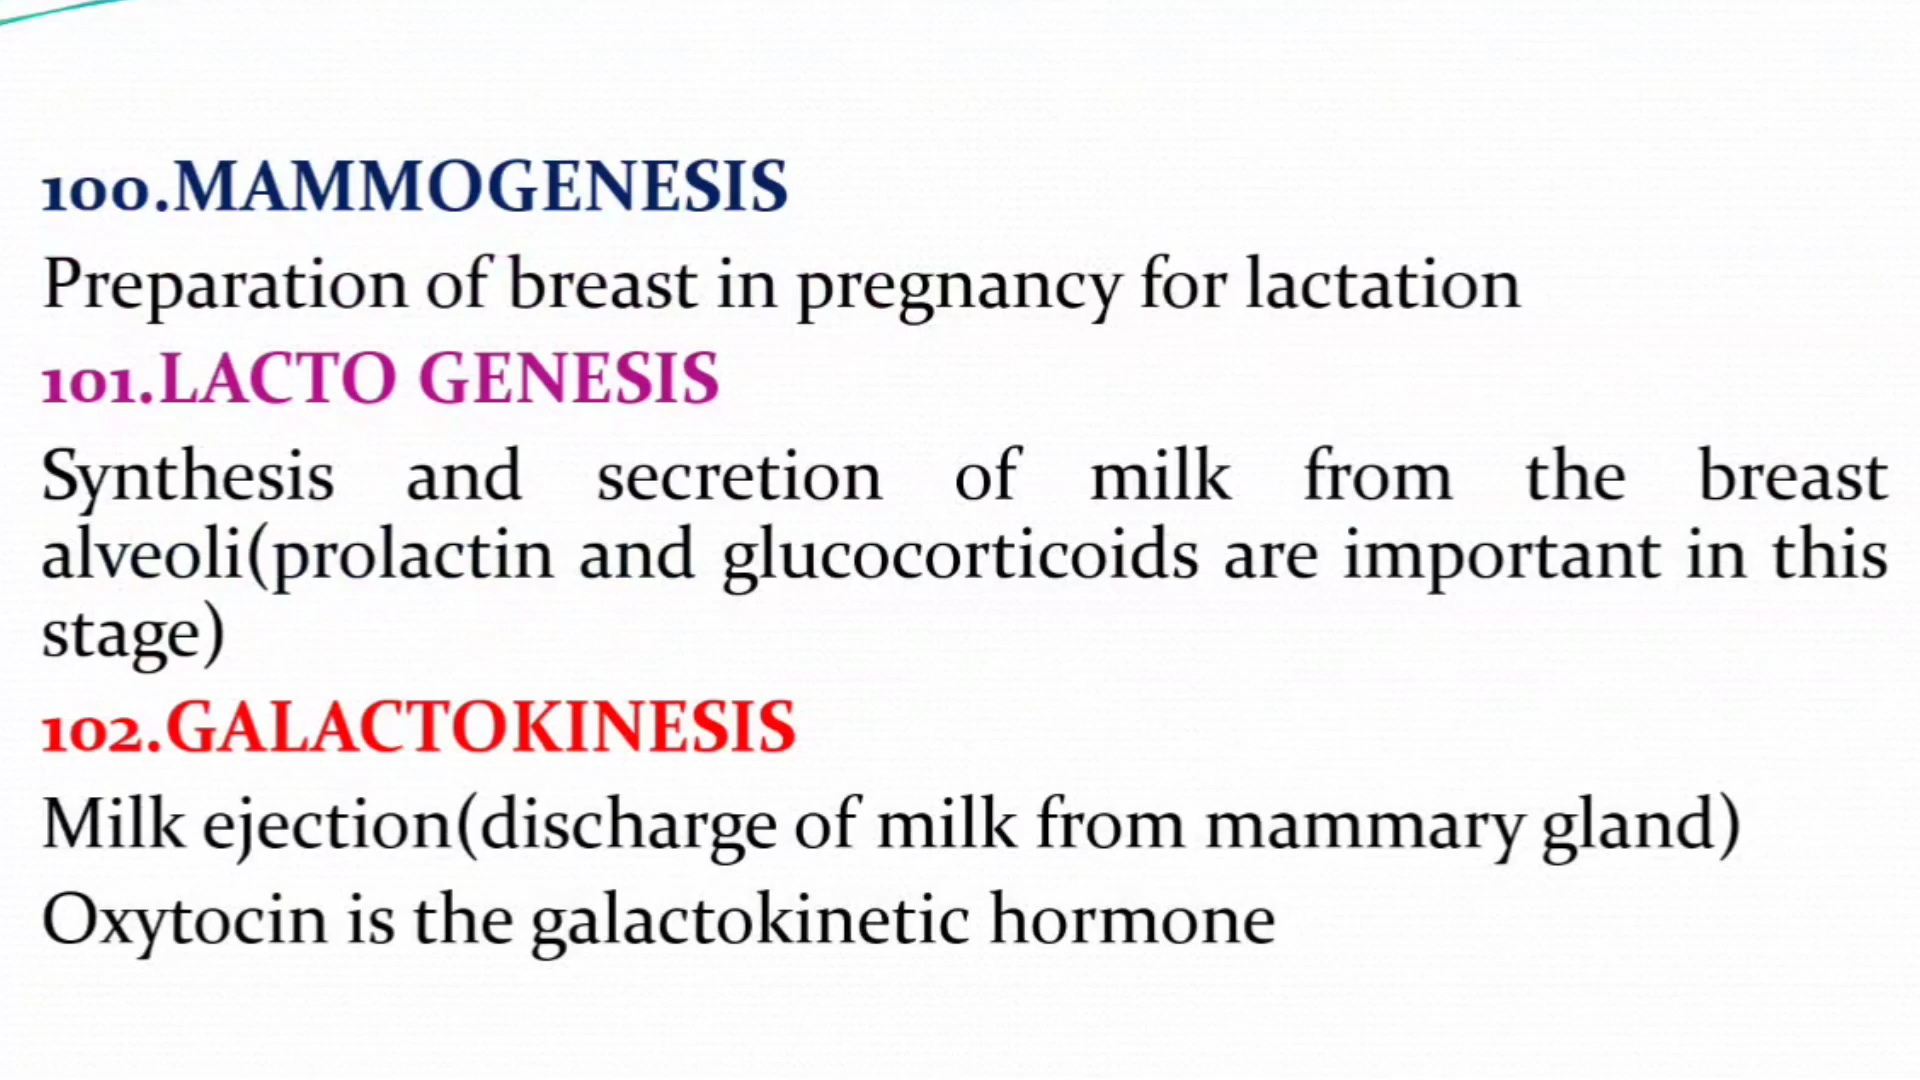 100.MAMMOGENESIS
Preparation of breast in pregnancy for lactation
101.LACTO GENESIS
Synthesis and secretion of milk from the breast
alveoli(prolactin and glucocorticoids are important in this
stage)
102.GALACTOKINESIS
Milk ejection(discharge of milk from mammary gland)
Oxytocin is the galactokinetic hormone